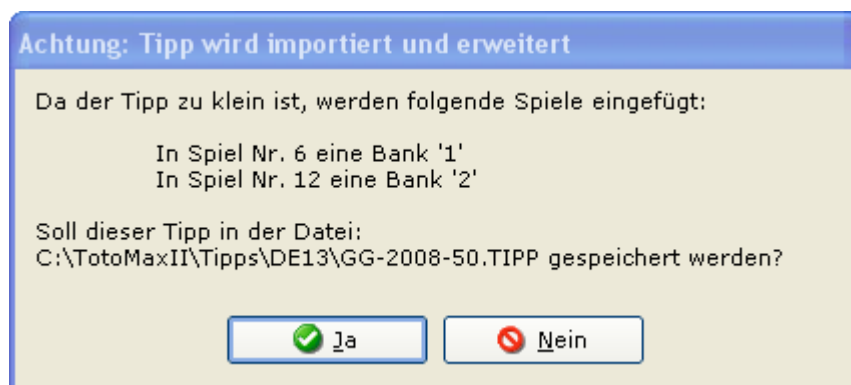 Achtung: Tipp wird importiert und erweitert
Da der Tipp zu klein ist, werden folgende Spiele eingefügt:
In Spiel Nr. 6 eine Bank '1'
In Spiel Nr. 12 eine Bank '2'
Soll dieser Tipp in der Datei:
C:\TotoMaxII\Tipps\DE13\GG-2008-50.TIPP gespeichert werden?
Ja
Nein